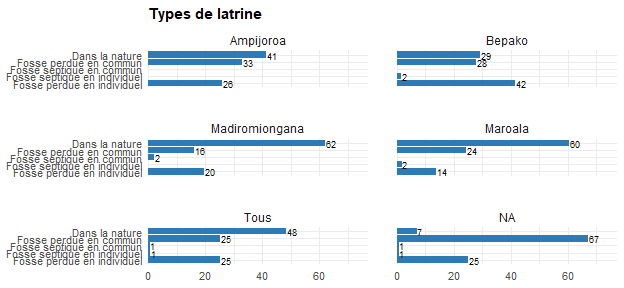 Types de latrine
Ampijoroa
Bepako
Dans la nature
Fosse perdue en commun
Fosse septique en commun
Fosse septique en individuel
Fosse perdue en individuel
41
33
26
29
28
2
42
Madiromiongana
Maroala
Dans la nature
Fosse perdue en commun
Fosse septique en commun
Fosse septique en individuel
Fosse perdue en individuel
62
16
2
20
60
24
2
14
Tous
NA
Dans la nature
Fosse perdue en commun
Fosse septique en commun
Fosse septique en individuel
Fosse perdue en individuel
48
25
1
1
25
7
67
1
1
25
0 20 40 60
0 20 40 60